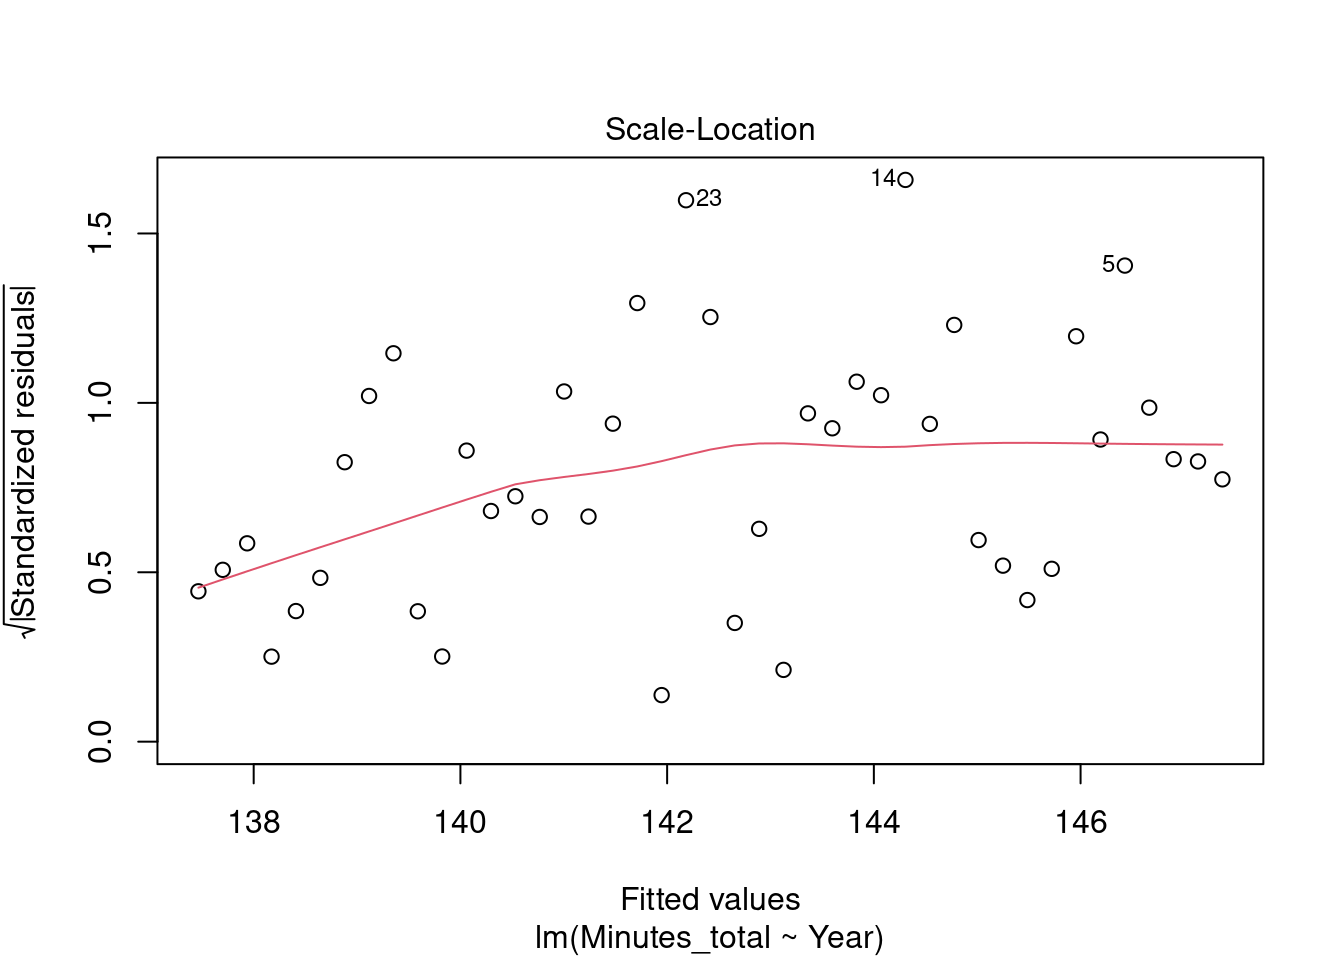 Scale-Location
√|Standardized residuals|
1.5
1.0
0.5
0.0
23
14
5
138 140 142 144 146
Fitted values
lm(Minutes_total ~ Year)